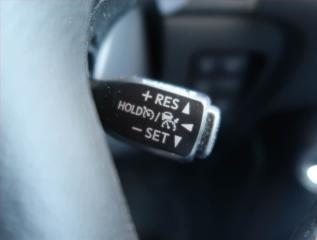 + RES ▲
HOLD / ◄
− SET ▼